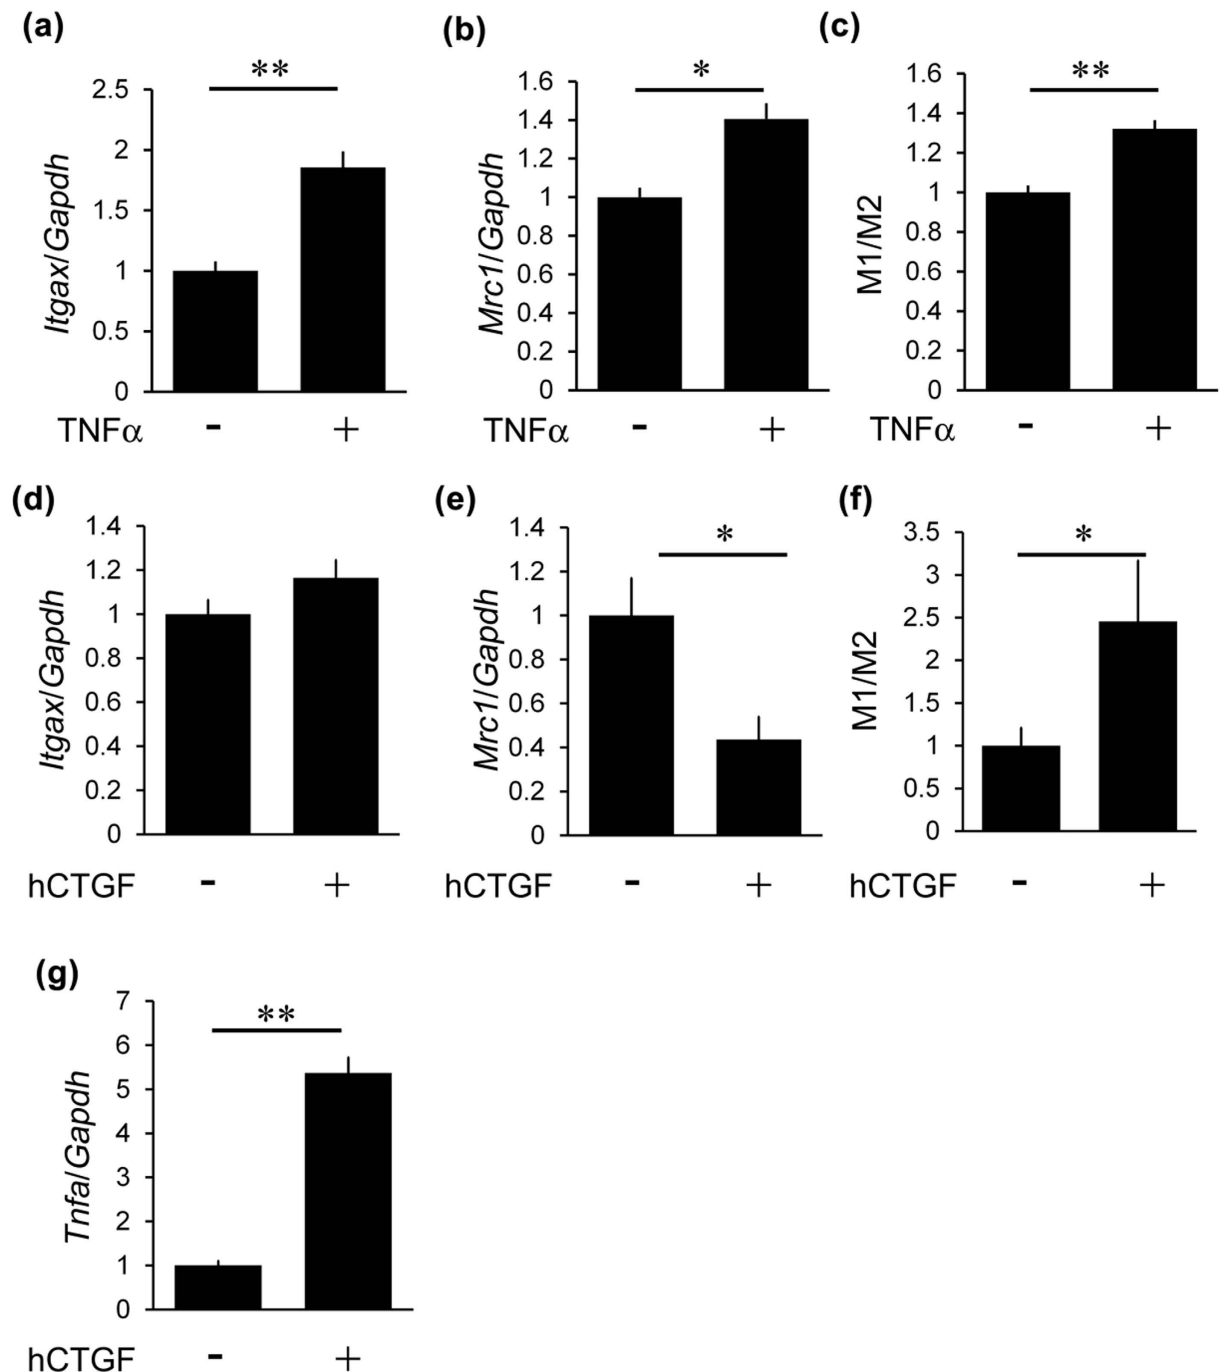 (a)
**
2.5
2
1.5
1
0.5
0
Itgax/Gapdh
TNFα - +
(b)
*
1.6
1.4
1.2
1
0.8
0.6
0.4
0.2
0
Mrc1/Gapdh
TNFα - +
(c)
**
1.6
1.4
1.2
1
0.8
0.6
0.4
0.2
0
M1/M2
TNFα - +
(d)
1.4
1.2
1
0.8
0.6
0.4
0.2
0
Itgax/Gapdh
hCTGF - +
(e)
*
1.4
1.2
1
0.8
0.6
0.4
0.2
0
Mrc1/Gapdh
hCTGF - +
(f)
*
3.5
3
2.5
2
1.5
1
0.5
0
M1/M2
hCTGF - +
(g)
**
7
6
5
4
3
2
1
0
Tnfa/Gapdh
hCTGF - +